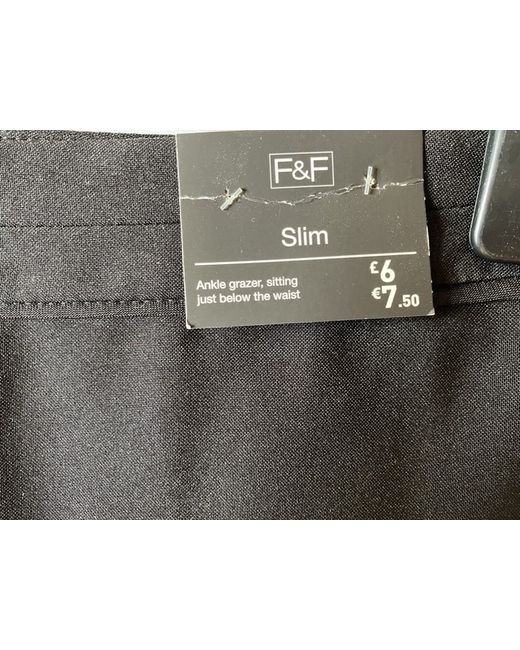 F&F
Slim
Ankle grazer, sitting
just below the waist
£6
€7.50